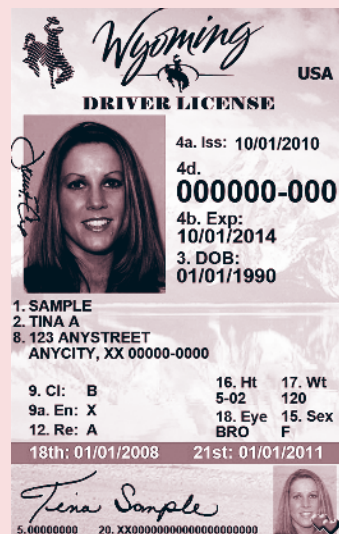 Wyoming
USA
DRIVER LICENSE
4a. Iss: 10/01/2010
4d.
000000-000
4b. Exp:
10/01/2014
3. DOB:
01/01/1990
1. SAMPLE
2. TINA A
8. 123 ANYSTREET
ANYCITY, XX 00000-0000
9. Cl: B
16. Ht 17. Wt
5-02 120
9a. En: X
18. Eye 15. Sex
12. Re: A
BRO F
18th: 01/01/2008 21st: 01/01/2011
Tina Sample
5.00000000 20. XX00000000000000000000